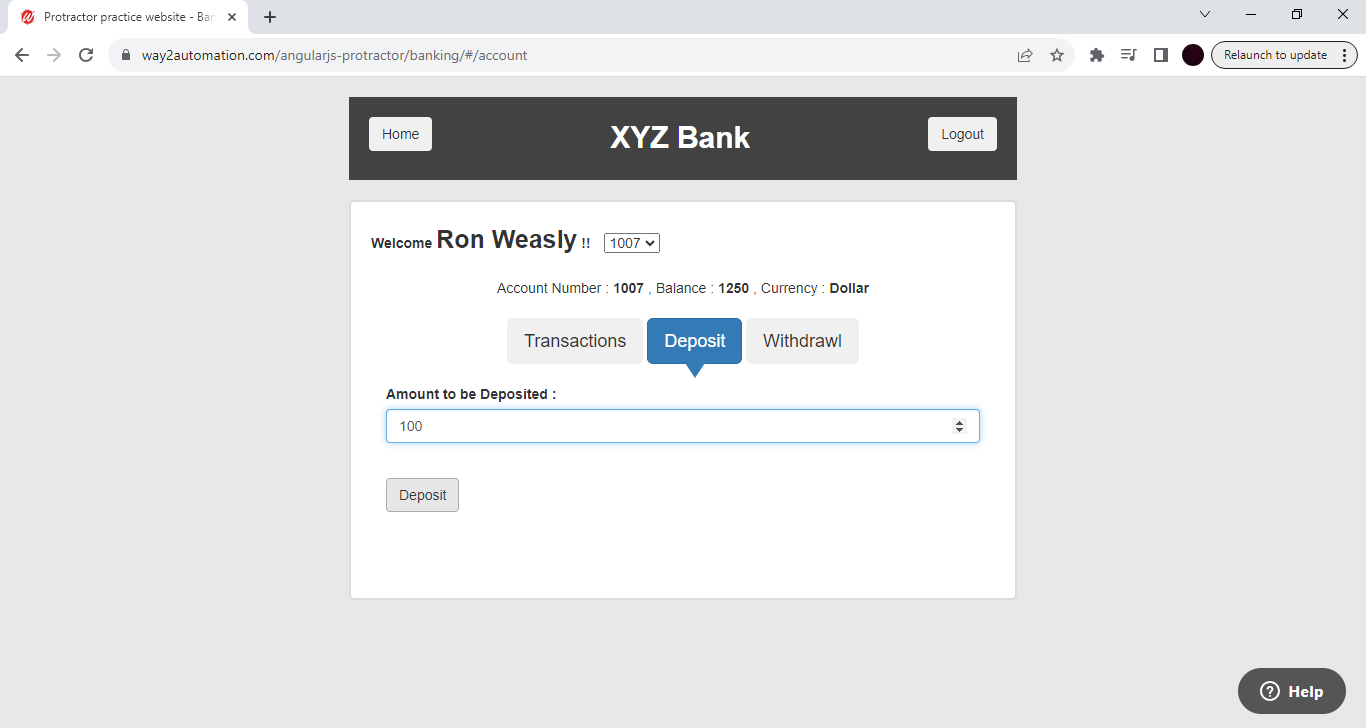 Protractor practice website - Ban
way2automation.com/angularjs-protractor/banking/#/account
Relaunch to update
Home
XYZ Bank
Logout
Welcome Ron Weasly !! 1007
Account Number : 1007 , Balance : 1250 , Currency : Dollar
Transactions
Deposit
Withdrawl
Amount to be Deposited :
100
Deposit
Help